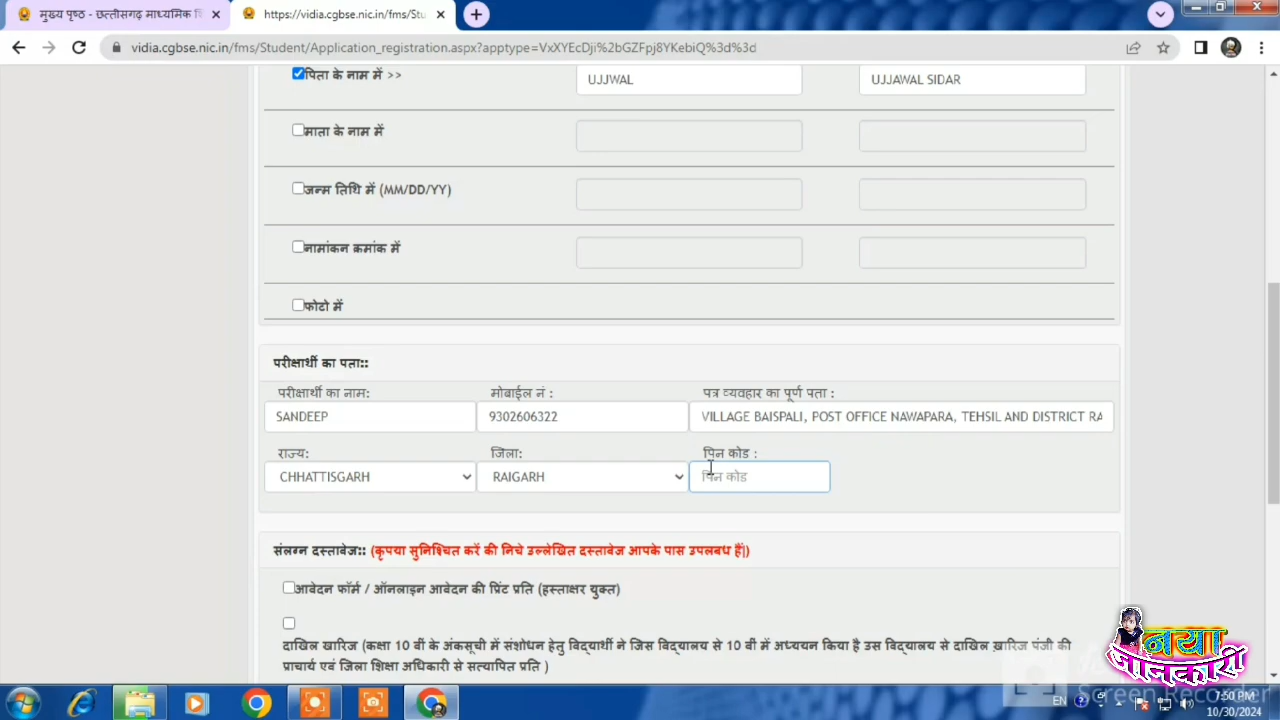 मुख्य पृष्ठ - छत्तीसगढ़ माध्यमिक
https://vidia.cgbse.nic.in/fms/Stu
vidia.cgbse.nic.in/fms/Student/Application_registration.aspx?apptype=VxXYEcDji%2bGZFpj8YKebiQ%3d%3d
पिता के नाम में >>
UJJWAL
UJJAWAL SIDAR
माता के नाम में
जन्म तिथि में (MM/DD/YY)
नामांकन क्रमांक में
फोटो में
परीक्षार्थी का पता::
परीक्षार्थी का नाम:
मोबाईल नं :
पत्र व्यवहार का पूर्ण पता :
SANDEEP
9302606322
VILLAGE BAISPALI, POST OFFICE NAWAPARA, TEHSIL AND DISTRICT RA
राज्य:
जिला:
पिन कोड :
CHHATTISGARH
RAIGARH
पिन कोड
संलग्न दस्तावेज:: (कृपया सुनिश्चित करें की निचे उल्लेखित दस्तावेज आपके पास उपलबध हैं|)
आवेदन फॉर्म / ऑनलाइन आवेदन की प्रिंट प्रति (हस्ताक्षर युक्त)
दाखिल खारिज (कक्षा 10 वीं के अंकसूची में संशोधन हेतु विद्यार्थी ने जिस विद्यालय से 10 वीं में अध्ययन किया है उस विद्यालय से दाखिल ख़ारिज पंजी की
प्राचार्य एवं जिला शिक्षा अधिकारी से सत्यापित प्रति )
नया
जानकारी
Screen Recorder
EN
7:50 PM
10/30/2024